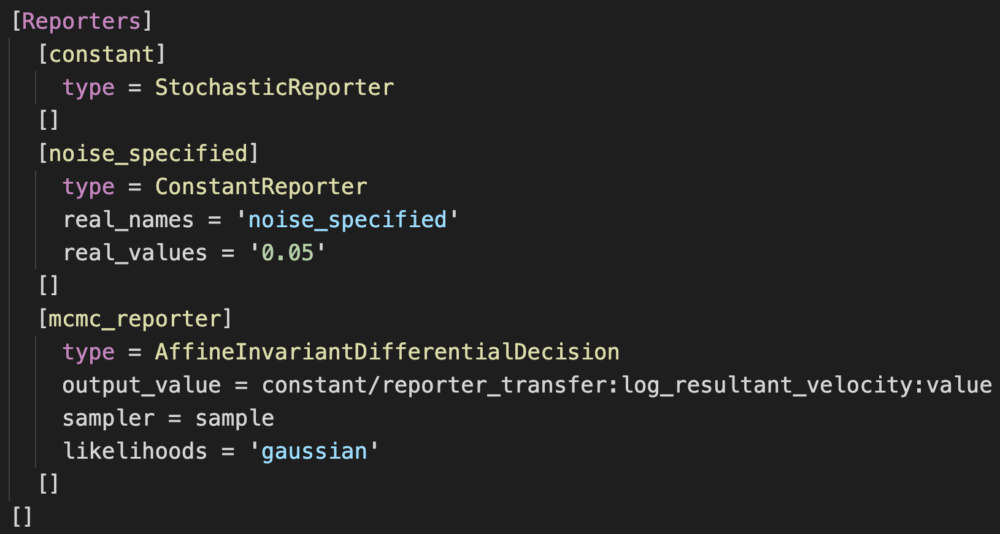 [Reporters]
[constant]
type = StochasticReporter
[]
[noise_specified]
type = ConstantReporter
real_names = 'noise_specified'
real_values = '0.05'
[]
[mcmc_reporter]
type = AffineInvariantDifferentialDecision
output_value = constant/reporter_transfer:log_resultant_velocity:value
sampler = sample
likelihoods = 'gaussian'
[]
[]